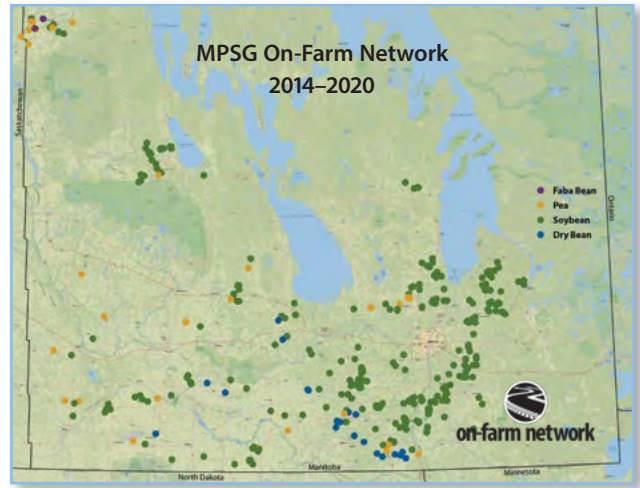 MPSG On-Farm Network
2014–2020
Saskatchewan
Ontario
Faba Bean
Pea
Soybean
Dry Bean
on-farm network
North Dakota
Manitoba
Minnesota